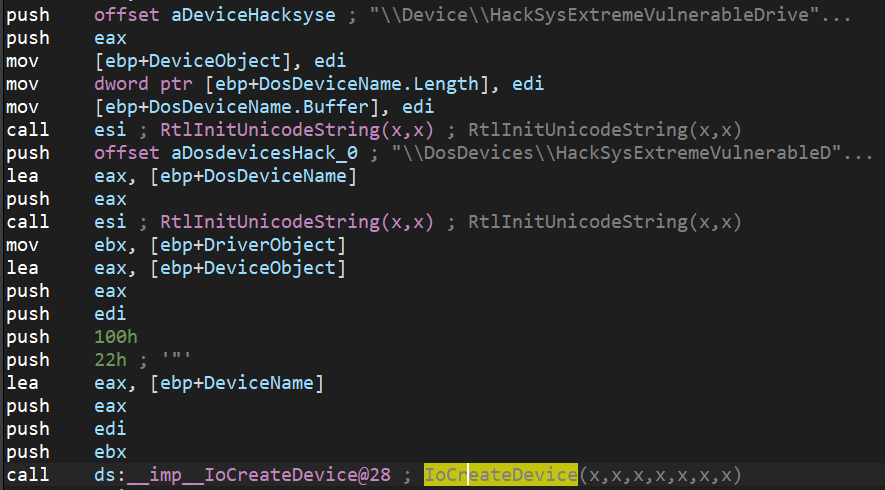 push offset aDeviceHacksyse ; "\\Device\\HackSysExtremeVulnerableDrive"...
push eax
mov [ebp+DeviceObject], edi
mov dword ptr [ebp+DosDeviceName.Length], edi
mov [ebp+DosDeviceName.Buffer], edi
call esi ; RtlInitUnicodeString(x,x) ; RtlInitUnicodeString(x,x)
push offset aDosdevicesHack_0 ; "\\DosDevices\\HackSysExtremeVulnerableD"...
lea eax, [ebp+DosDeviceName]
push eax
call esi ; RtlInitUnicodeString(x,x) ; RtlInitUnicodeString(x,x)
mov ebx, [ebp+DriverObject]
lea eax, [ebp+DeviceObject]
push eax
push edi
push 100h
push 22h ; '"'
lea eax, [ebp+DeviceName]
push eax
push edi
push ebx
call ds:__imp__IoCreateDevice@28 ; IoCreateDevice(x,x,x,x,x,x,x)